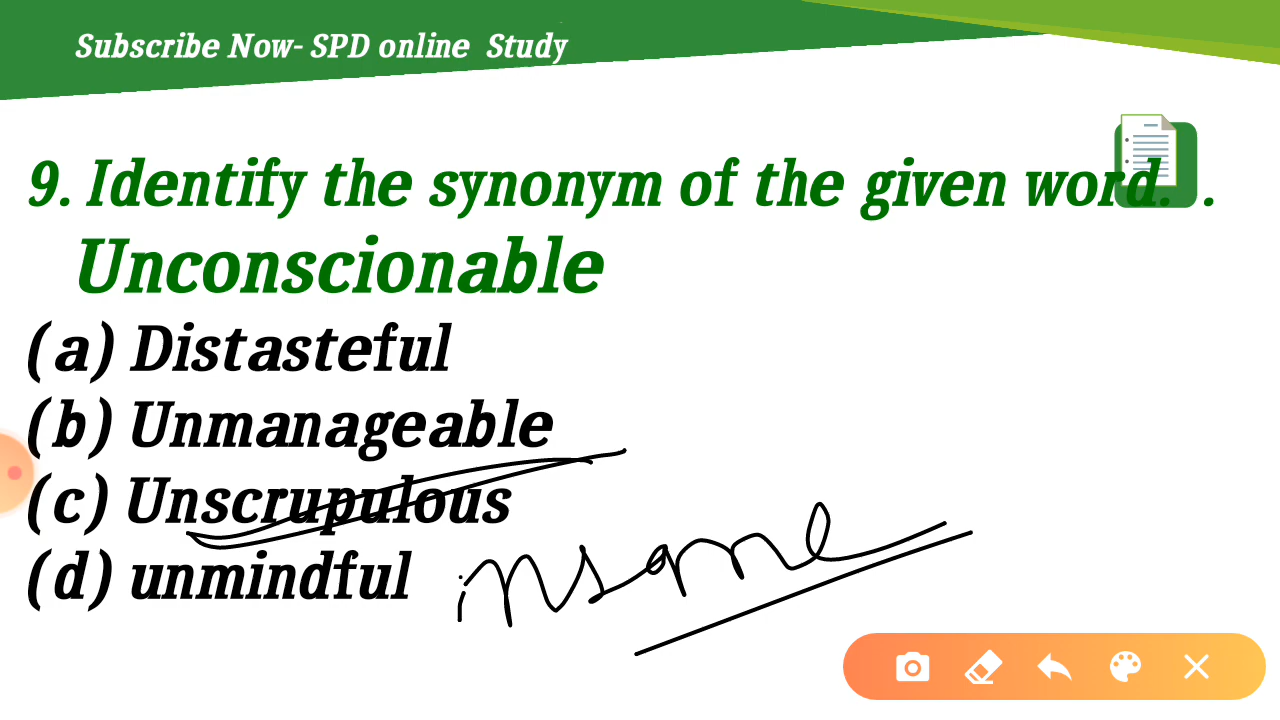 Subscribe Now- SPD online Study
9. Identify the synonym of the given word. .
Unconscionable
(a) Distasteful
(b) Unmanageable
(c) Unscrupulous
(d) unmindful
insane